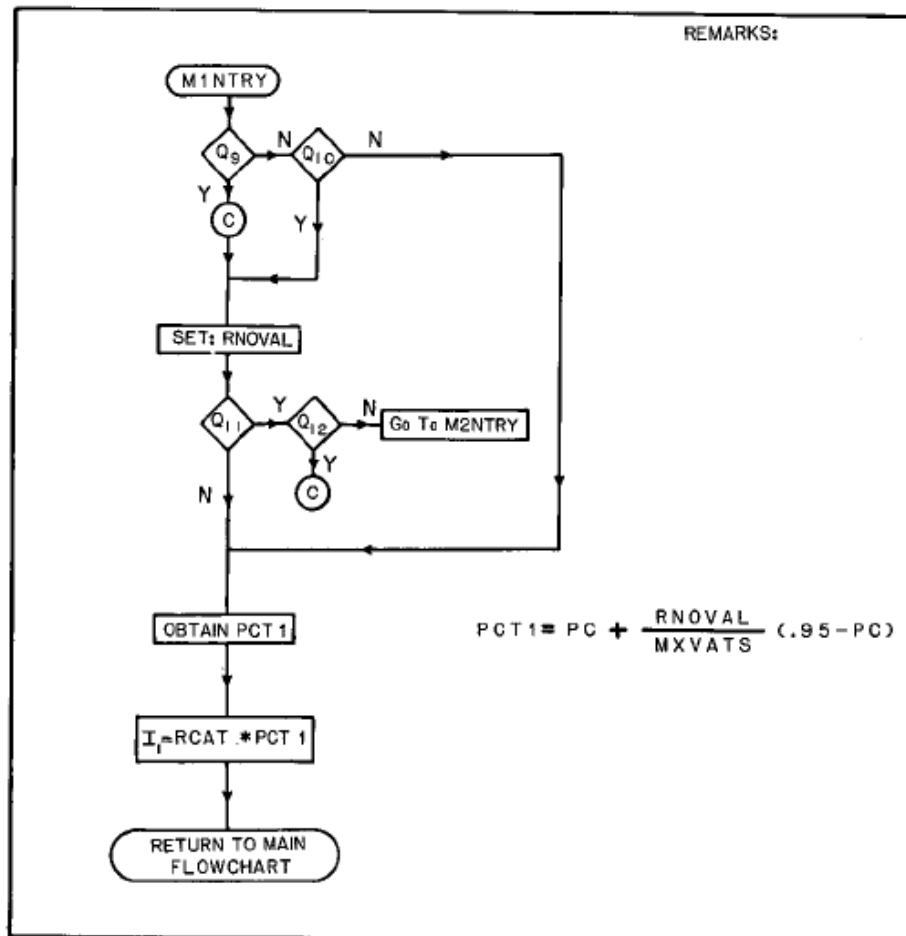 REMARKS:
M1NTRY
Q9 N Q10 N
Y
C
Y
SET: RNOVAL
Q11 Y Q12 N Go To M2NTRY
Y
N C
OBTAIN PCT 1
PCT1 = PC + RNOVAL / MXVATS (.95-PC)
I1=RCAT .*PCT 1
RETURN TO MAIN
FLOWCHART